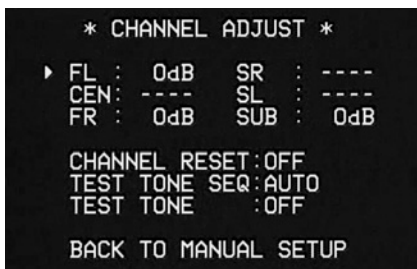 * CHANNEL ADJUST *
FL : 0dB SR : ----
CEN: ---- SL : ----
FR : 0dB SUB : 0dB
CHANNEL RESET:OFF
TEST TONE SEQ:AUTO
TEST TONE :OFF
BACK TO MANUAL SETUP